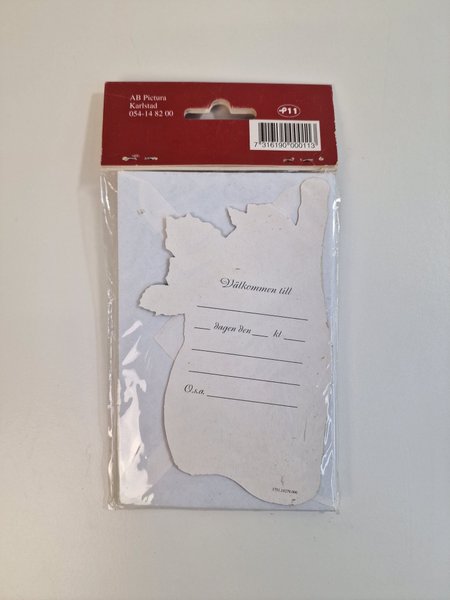 AB Pictura
Karlstad
054-14 82 00
P11
7 316190 000113
Välkommen till
dagen den kl
O.s.a.